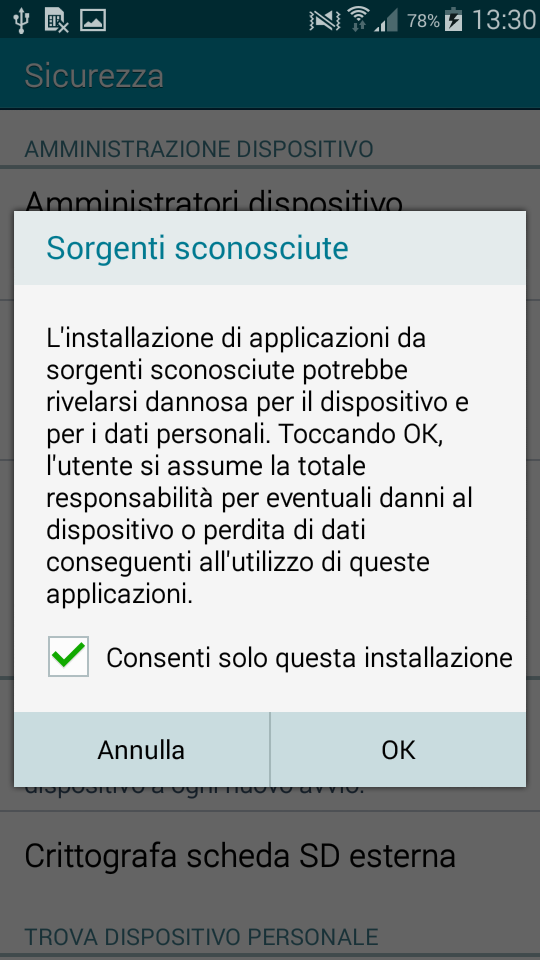 78% 13:30
Sicurezza
AMMINISTRAZIONE DISPOSITIVO
Amministratori dispositivo
Sorgenti sconosciute
L'installazione di applicazioni da
sorgenti sconosciute potrebbe
rivelarsi dannosa per il dispositivo e
per i dati personali. Toccando OK,
l'utente si assume la totale
responsabilità per eventuali danni al
dispositivo o perdita di dati
conseguenti all'utilizzo di queste
applicazioni.
Consenti solo questa installazione
Annulla OK
dispositivo a ogni nuovo avvio.
Crittografa scheda SD esterna
TROVA DISPOSITIVO PERSONALE